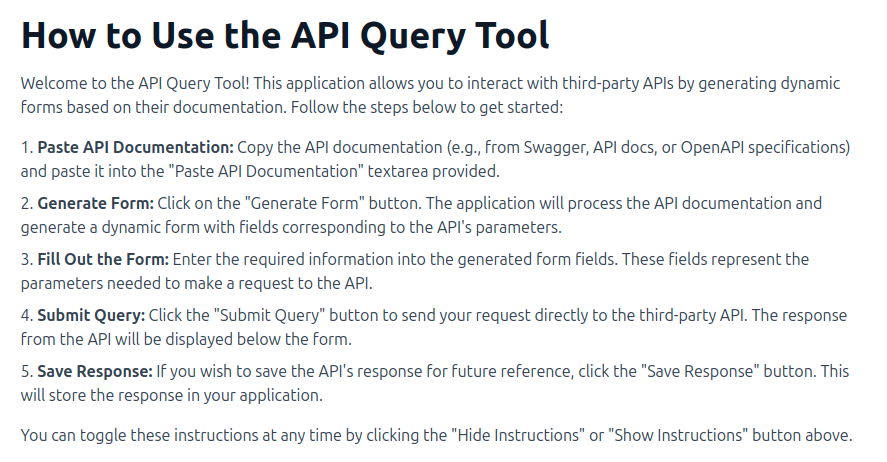 How to Use the API Query Tool
Welcome to the API Query Tool! This application allows you to interact with third-party APIs by generating dynamic
forms based on their documentation. Follow the steps below to get started:
1. Paste API Documentation: Copy the API documentation (e.g., from Swagger, API docs, or OpenAPI specifications)
and paste it into the "Paste API Documentation" textarea provided.
2. Generate Form: Click on the "Generate Form" button. The application will process the API documentation and
generate a dynamic form with fields corresponding to the API's parameters.
3. Fill Out the Form: Enter the required information into the generated form fields. These fields represent the
parameters needed to make a request to the API.
4. Submit Query: Click the "Submit Query" button to send your request directly to the third-party API. The response
from the API will be displayed below the form.
5. Save Response: If you wish to save the API's response for future reference, click the "Save Response" button. This
will store the response in your application.
You can toggle these instructions at any time by clicking the "Hide Instructions" or "Show Instructions" button above.